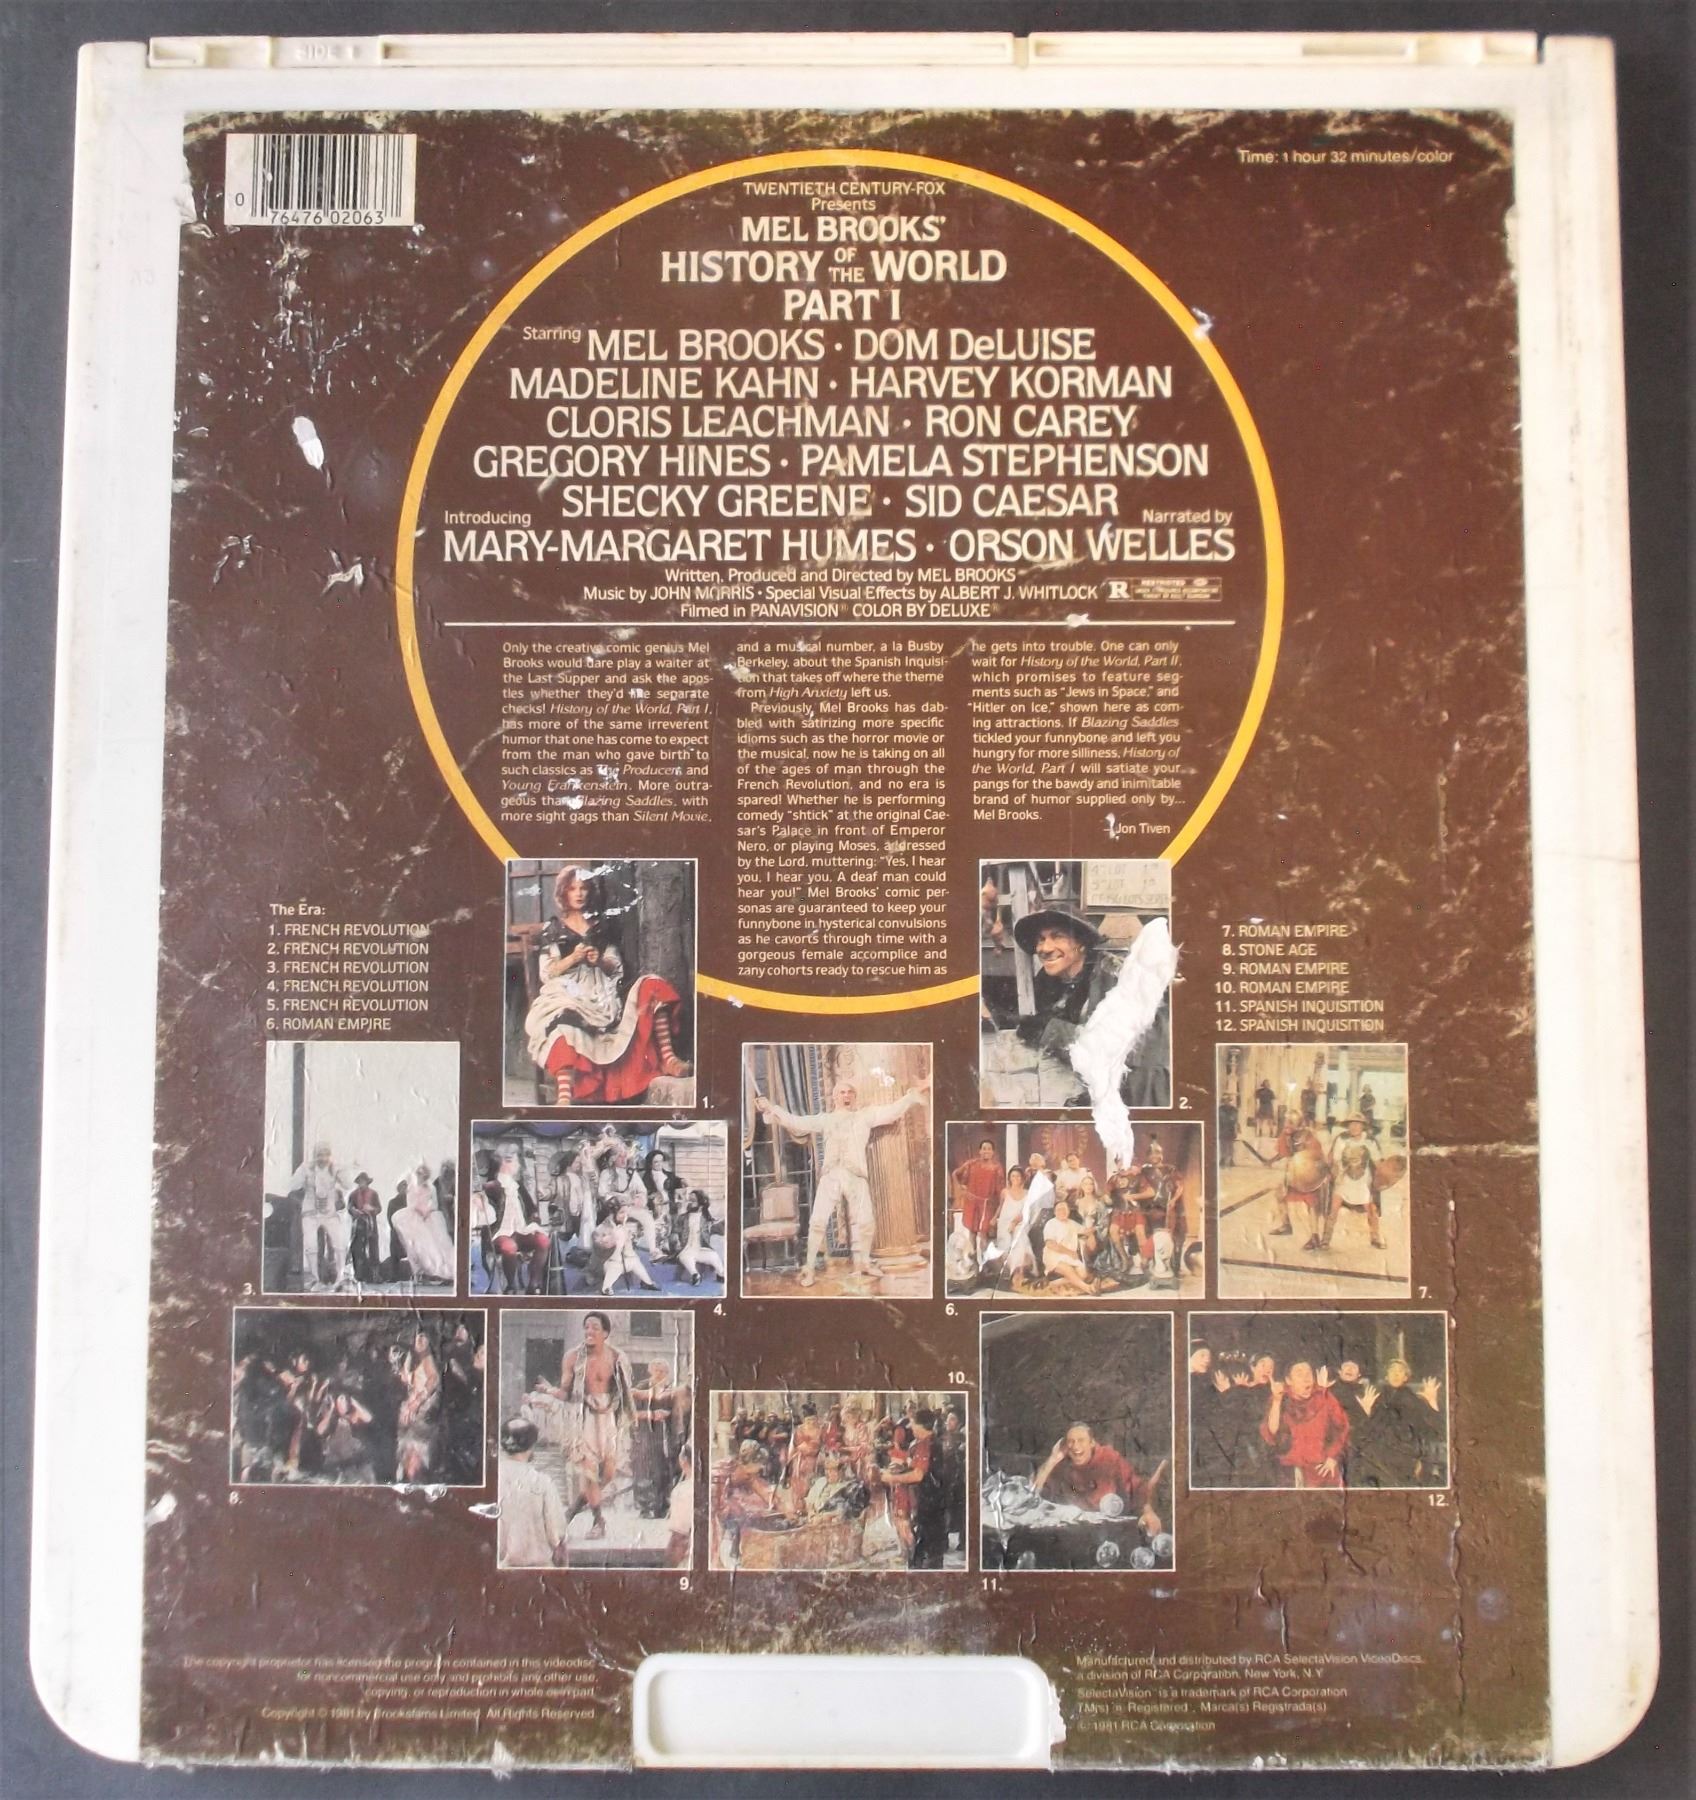 SIDE 1
0 76476 02063
Time: 1 hour 32 minutes/color
TWENTIETH CENTURY-FOX
Presents
MEL BROOKS'
HISTORY OF THE WORLD
PART I
Starring MEL BROOKS • DOM DeLUISE
MADELINE KAHN • HARVEY KORMAN
CLORIS LEACHMAN • RON CAREY
GREGORY HINES • PAMELA STEPHENSON
SHECKY GREENE • SID CAESAR
Introducing MARY-MARGARET HUMES • Narrated by ORSON WELLES
Written, Produced and Directed by MEL BROOKS
Music by JOHN MORRIS • Special Visual Effects by ALBERT J. WHITLOCK R RESTRICTED
Filmed in PANAVISION® COLOR BY DELUXE®
Only the creative comic genius Mel
Brooks would dare play a waiter at
the Last Supper and ask the apos-
tles whether they'd like separate
checks! History of the World, Part I,
has more of the same irreverent
humor that one has come to expect
from the man who gave birth to
such classics as The Producers and
Young Frankenstein. More outra-
geous than Blazing Saddles, with
more sight gags than Silent Movie,
and a musical number, a la Busby
Berkeley, about the Spanish Inquisi-
tion that takes off where the theme
from High Anxiety left us.
Previously, Mel Brooks has dab-
bled with satirizing more specific
idioms such as the horror movie or
the musical, now he is taking on all
of the ages of man through the
French Revolution, and no era is
spared! Whether he is performing
comedy "shtick" at the original Cae-
sar's Palace in front of Emperor
Nero, or playing Moses, addressed
by the Lord, muttering: "Yes, I hear
you, I hear you. A deaf man could
hear you!" Mel Brooks' comic per-
sonas are guaranteed to keep your
funnybone in hysterical convulsions
as he cavorts through time with a
gorgeous female accomplice and
zany cohorts ready to rescue him as
he gets into trouble. One can only
wait for History of the World, Part II,
which promises to feature seg-
ments such as "Jews in Space," and
"Hitler on Ice," shown here as com-
ing attractions. If Blazing Saddles
tickled your funnybone and left you
hungry for more silliness, History of
the World, Part I will satiate your
pangs for the bawdy and inimitable
brand of humor supplied only by...
Mel Brooks.
Jon Tiven
The Era:
1. FRENCH REVOLUTION
2. FRENCH REVOLUTION
3. FRENCH REVOLUTION
4. FRENCH REVOLUTION
5. FRENCH REVOLUTION
6. ROMAN EMPIRE
7. ROMAN EMPIRE
8. STONE AGE
9. ROMAN EMPIRE
10. ROMAN EMPIRE
11. SPANISH INQUISITION
12. SPANISH INQUISITION
1.
2.
3.
4.
6.
7.
8.
9.
10.
11.
12.
The copyright proprietor has licensed the program contained in this videodisc
for noncommercial use only and prohibits any other use,
copying, or reproduction in whole or in part.
Copyright © 1981 by Brooksfilms Limited. All Rights Reserved.
Manufactured and distributed by RCA SelectaVision VideoDiscs,
a division of RCA Corporation, New York, N.Y.
SelectaVision is a trademark of RCA Corporation
TM(s) ® Registered. Marca(s) Registrada(s)
© 1981 RCA Corporation